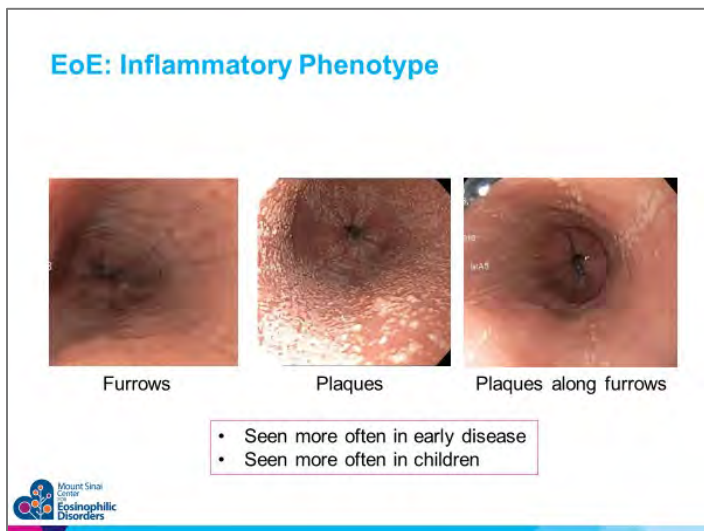 EoE: Inflammatory Phenotype
Furrows
Plaques
Plaques along furrows
• Seen more often in early disease
• Seen more often in children
Mount Sinai
Center
FOR
Eosinophilic
Disorders